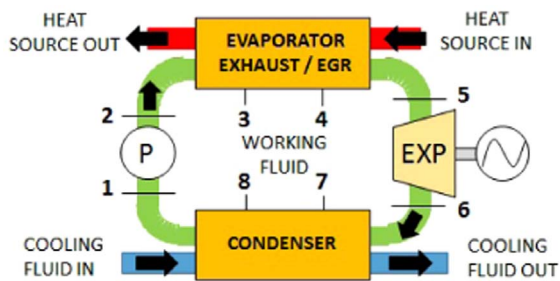 HEAT
SOURCE OUT
EVAPORATOR
EXHAUST / EGR
HEAT
SOURCE IN
2
3
4
5
WORKING
FLUID
P
EXP
1
8
7
6
COOLING
FLUID IN
CONDENSER
COOLING
FLUID OUT